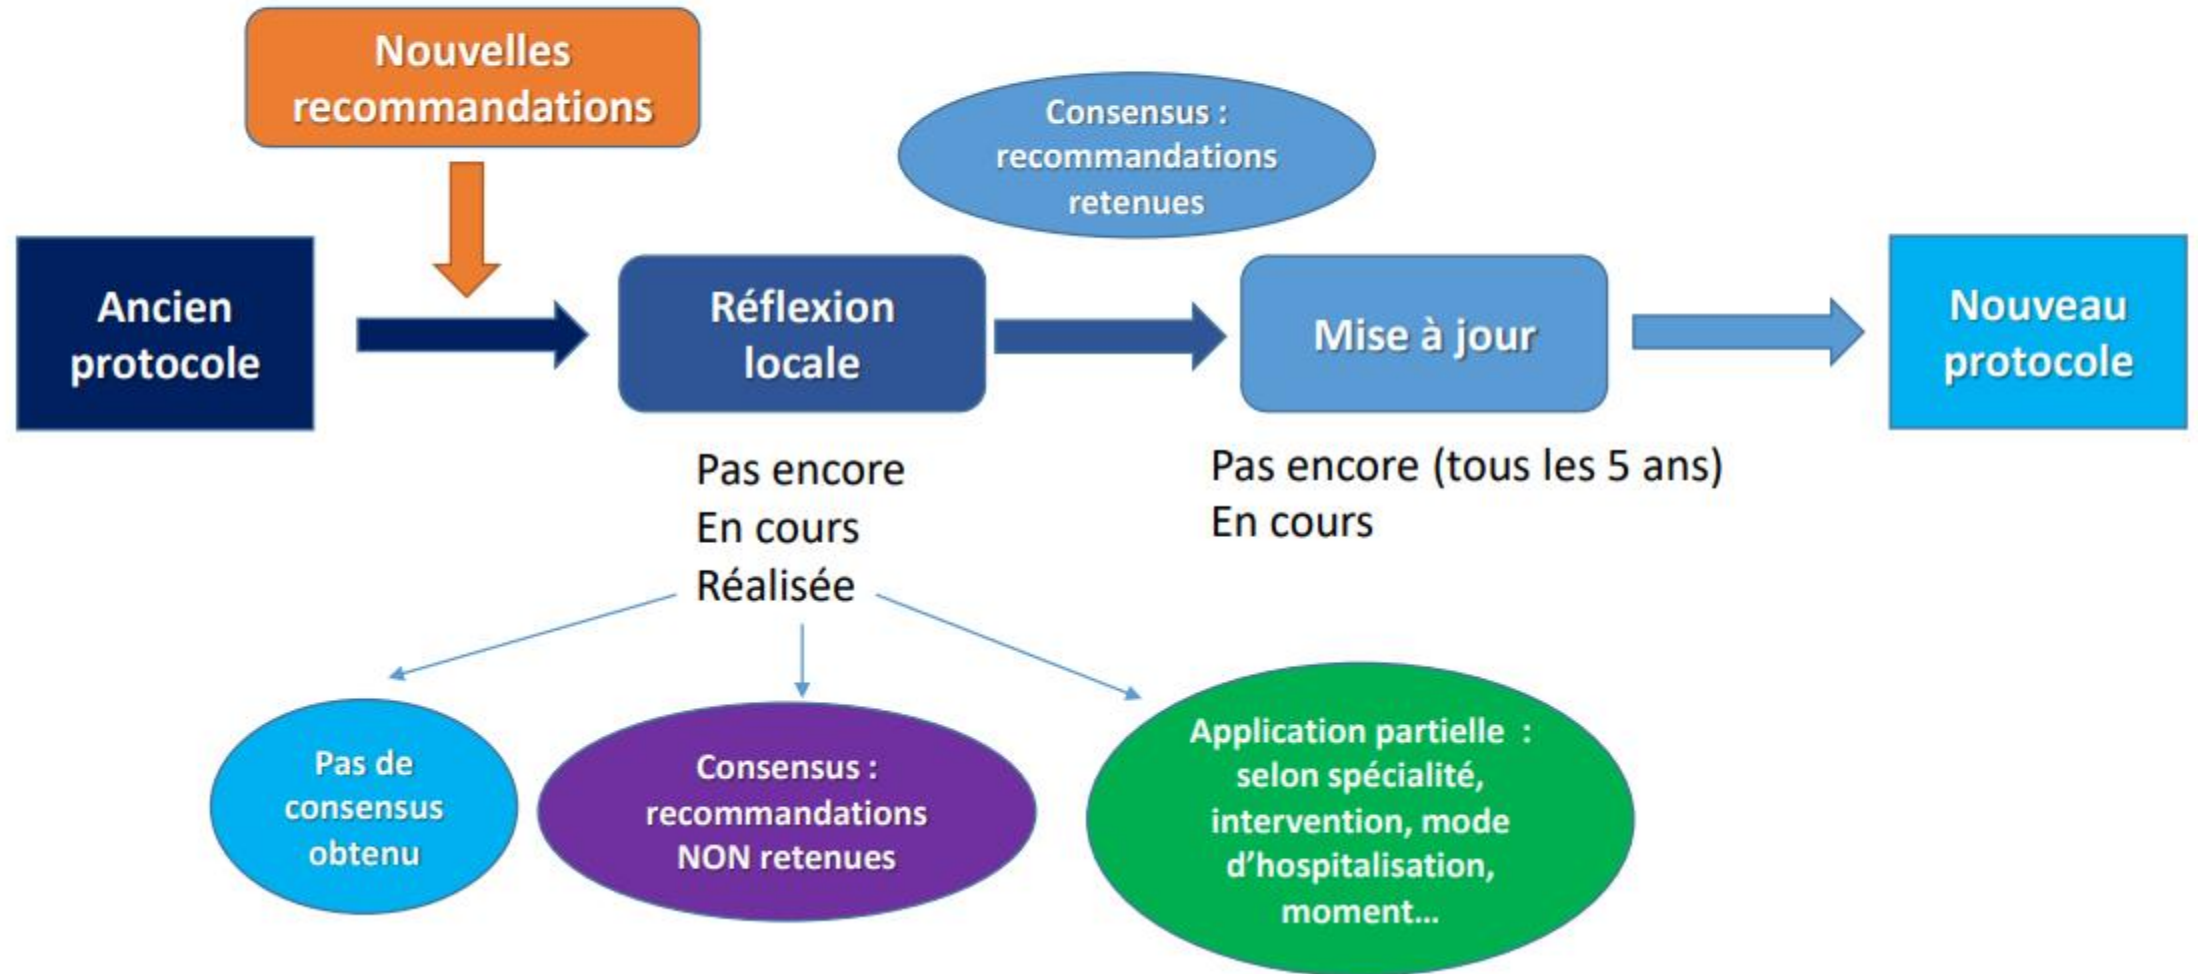 Nouvelles
recommandations
Consensus :
recommandations
retenues
Ancien
protocole
Réflexion
locale
Mise à jour
Nouveau
protocole
Pas encore
En cours
Réalisée
Pas encore (tous les 5 ans)
En cours
Pas de
consensus
obtenu
Consensus :
recommandations
NON retenues
Application partielle :
selon spécialité,
intervention, mode
d’hospitalisation,
moment…